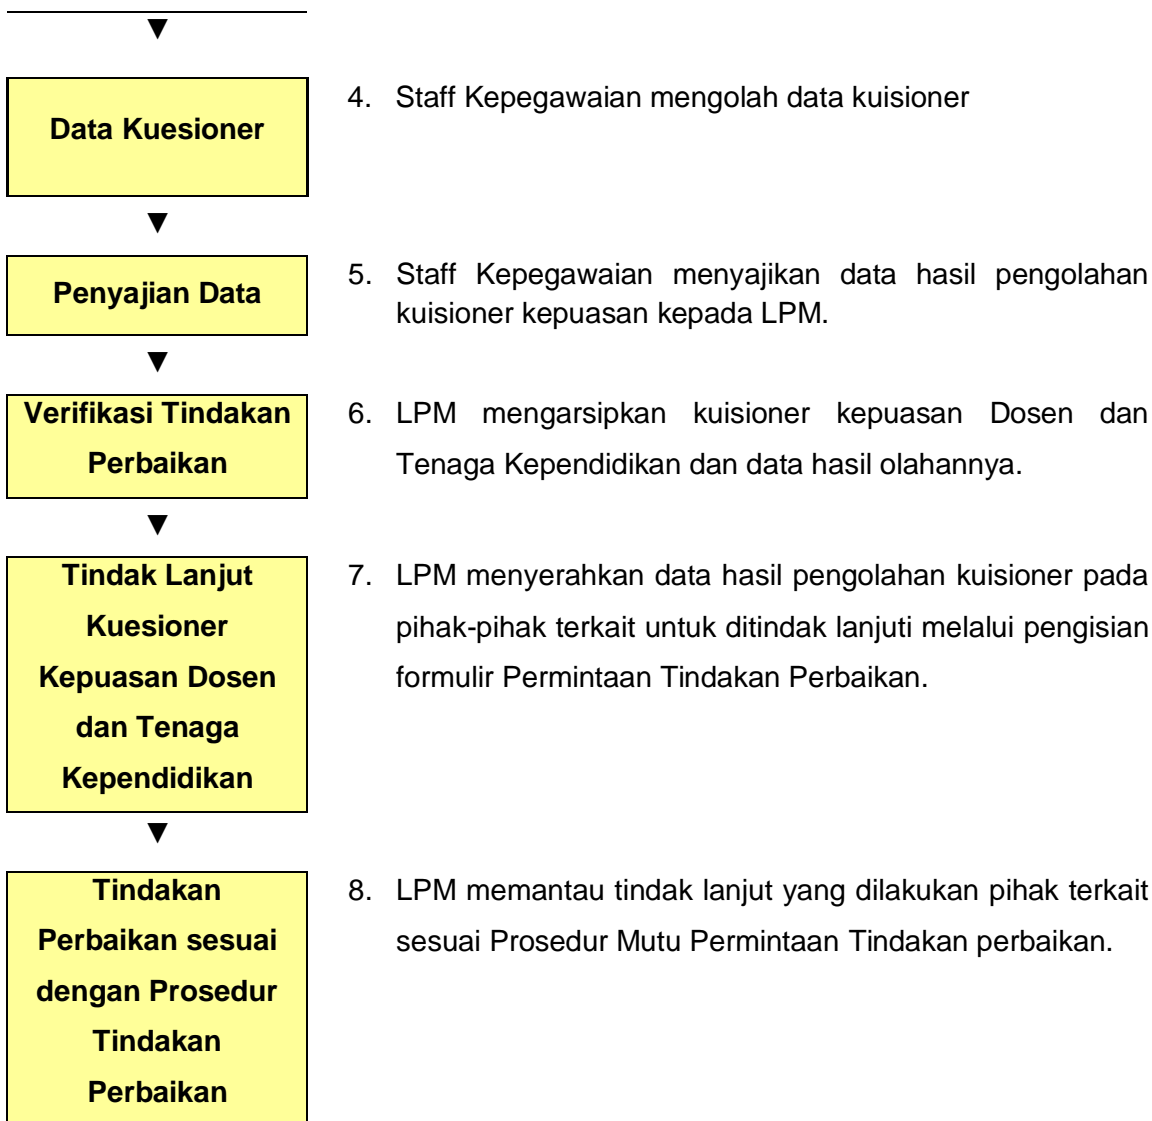 ▼
Data Kuesioner
4. Staff Kepegawaian mengolah data kuisioner
▼
Penyajian Data
5. Staff Kepegawaian menyajikan data hasil pengolahan
kuisioner kepuasan kepada LPM.
▼
Verifikasi Tindakan
Perbaikan
6. LPM mengarsipkan kuisioner kepuasan Dosen dan
Tenaga Kependidikan dan data hasil olahannya.
▼
Tindak Lanjut
Kuesioner
Kepuasan Dosen
dan Tenaga
Kependidikan
7. LPM menyerahkan data hasil pengolahan kuisioner pada
pihak-pihak terkait untuk ditindak lanjuti melalui pengisian
formulir Permintaan Tindakan Perbaikan.
▼
Tindakan
Perbaikan sesuai
dengan Prosedur
Tindakan
Perbaikan
8. LPM memantau tindak lanjut yang dilakukan pihak terkait
sesuai Prosedur Mutu Permintaan Tindakan perbaikan.